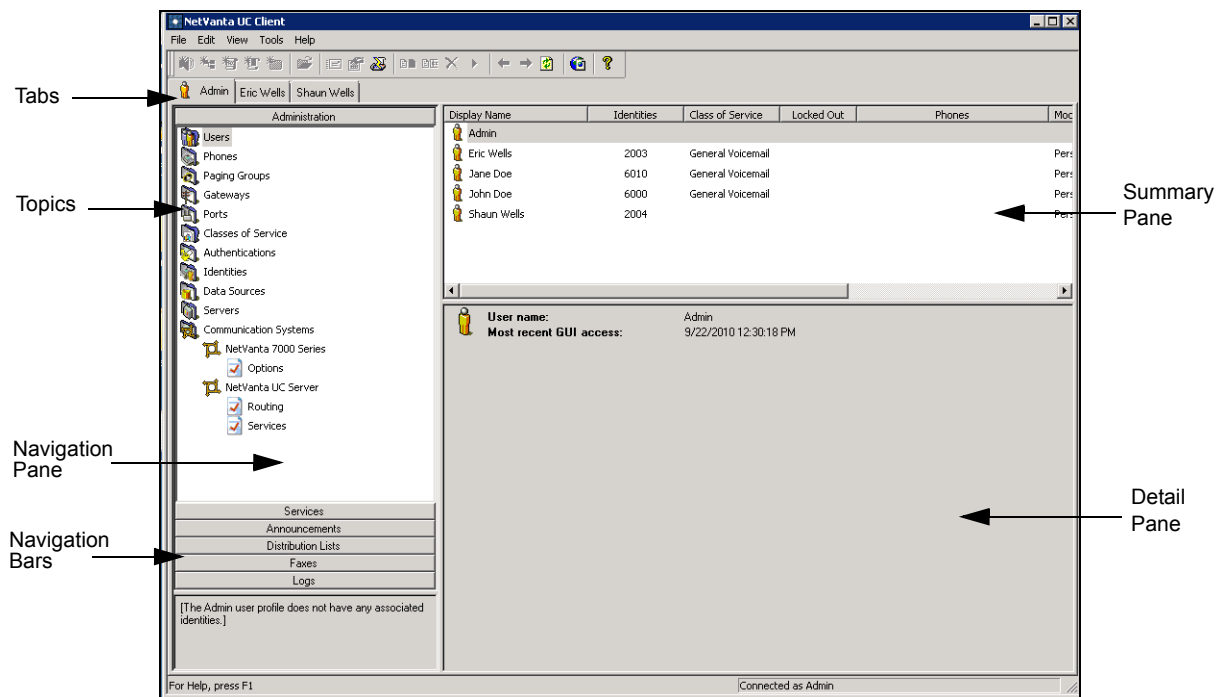 NetVanta UC Client
File Edit View Tools Help
Admin Eric Wells Shaun Wells
Tabs
Administration
Users
Phones
Paging Groups
Topics
Gateways
Ports
Classes of Service
Authentications
Identities
Data Sources
Servers
Communication Systems
NetVanta 7000 Series
Options
NetVanta UC Server
Routing
Services
Navigation
Pane
Services
Announcements
Distribution Lists
Faxes
Logs
Navigation
Bars
[The Admin user profile does not have any associated
identities.]
Display Name Identities Class of Service Locked Out Phones Moc
Admin
Eric Wells 2003 General Voicemail Pers
Jane Doe 6010 General Voicemail Pers
John Doe 6000 General Voicemail Pers
Shaun Wells 2004 Pers
Summary
Pane
User name: Admin
Most recent GUI access: 9/22/2010 12:30:18 PM
Detail
Pane
For Help, press F1 Connected as Admin